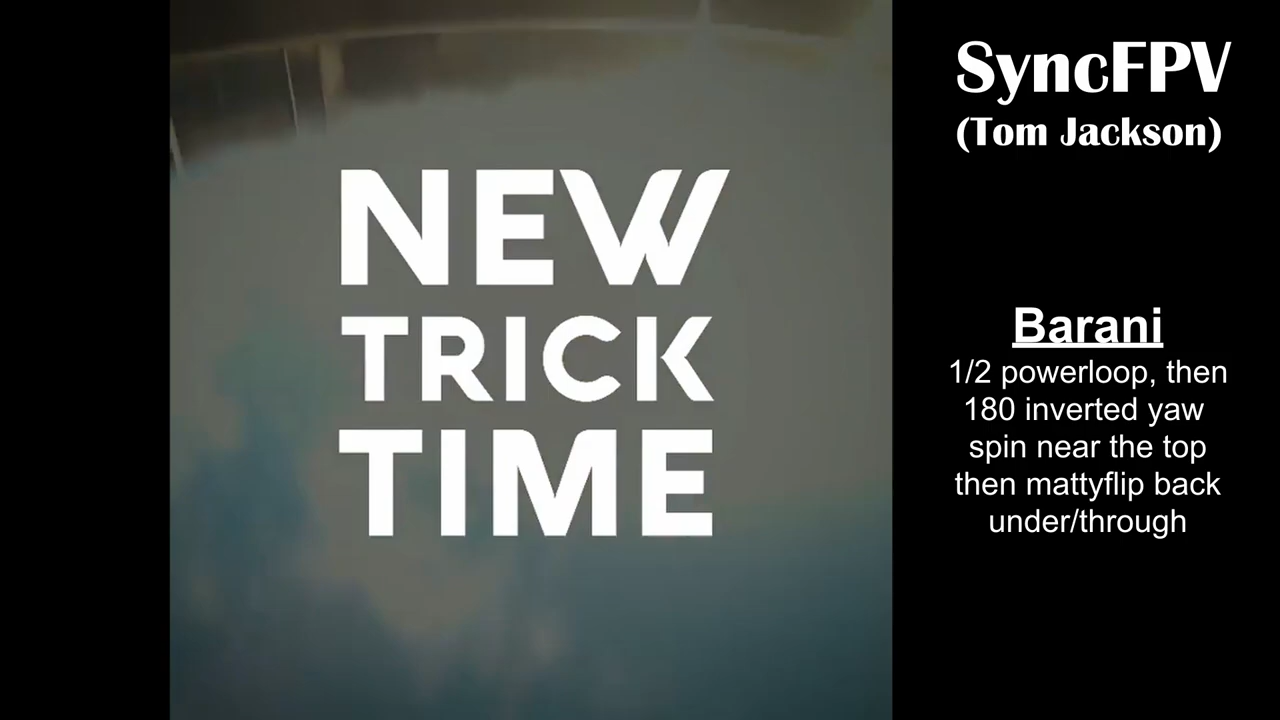 NEW
TRICK
TIME
SyncFPV
(Tom Jackson)
Barani
1/2 powerloop, then
180 inverted yaw
spin near the top
then mattyflip back
under/through